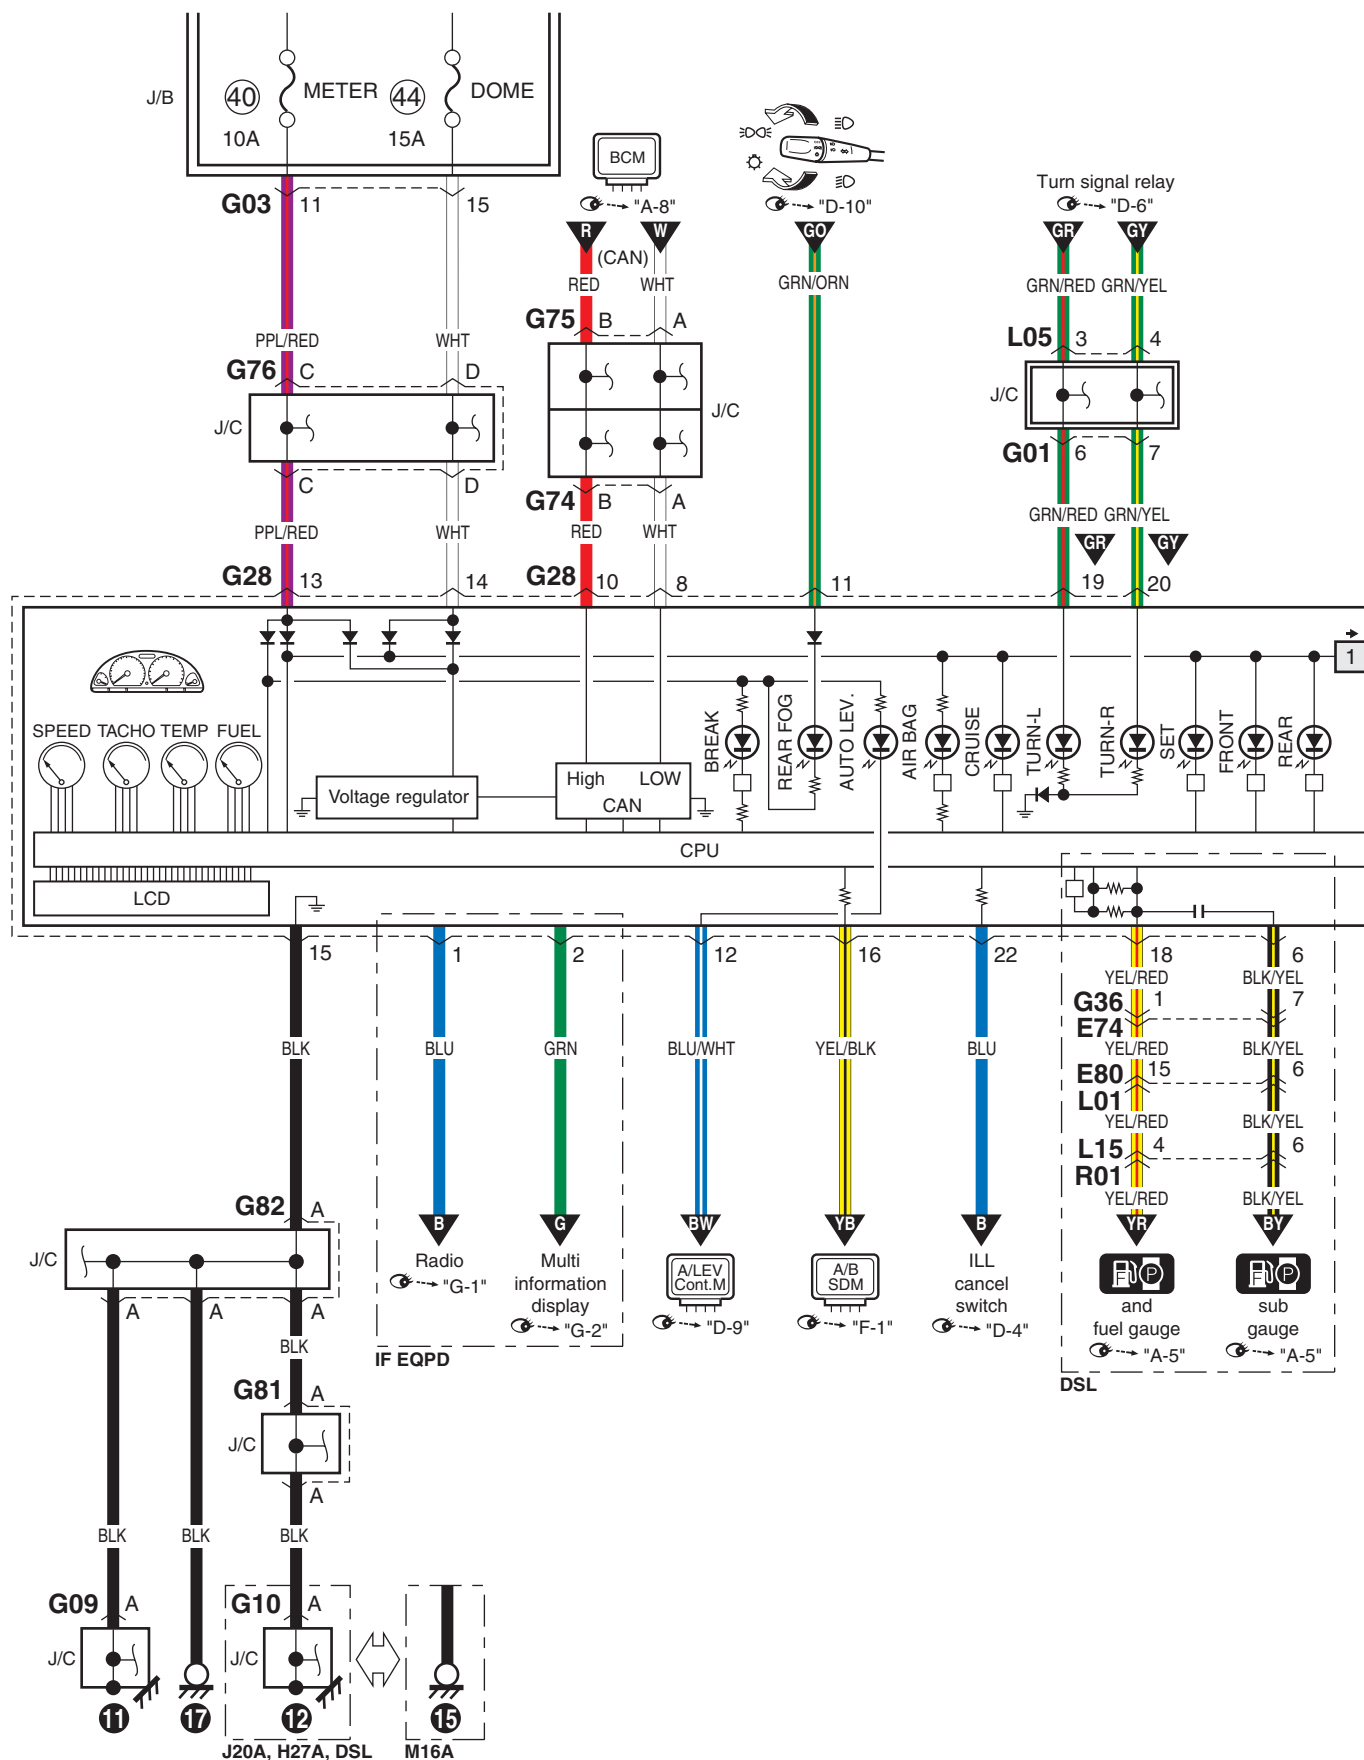 J/B
40
METER
44
DOME
10A
15A
BCM
"A-8"
"D-10"
Turn signal relay
"D-6"
G03
11
15
R
W
(CAN)
GO
GR
GY
RED
WHT
GRN/ORN
GRN/RED
GRN/YEL
G75
B
A
L05
3
4
PPL/RED
WHT
G76
C
D
J/C
J/C
J/C
C
D
G74
B
A
G01
6
7
PPL/RED
WHT
RED
WHT
GRN/RED
GRN/YEL
GR
GY
G28
13
14
G28
10
8
11
19
20
1
SPEED
TACHO
TEMP
FUEL
BREAK
REAR FOG
AUTO LEV.
AIR BAG
CRUISE
TURN-L
TURN-R
SET
FRONT
REAR
Voltage regulator
High
LOW
CAN
CPU
LCD
15
1
2
12
16
22
18
6
YEL/RED
BLK/YEL
G36
1
7
E74
BLK
BLU
GRN
BLU/WHT
YEL/BLK
BLU
YEL/RED
BLK/YEL
E80
15
6
L01
YEL/RED
BLK/YEL
L15
4
6
R01
YEL/RED
BLK/YEL
G82
A
B
G
BW
YB
B
YR
BY
J/C
Radio
"G-1"
Multi
information
display
"G-2"
A/LEV
Cont.M
"D-9"
A/B
SDM
"F-1"
ILL
cancel
switch
"D-4"
F
P
and
fuel gauge
"A-5"
F
P
sub
gauge
"A-5"
A
A
A
BLK
IF EQPD
DSL
G81
A
J/C
A
BLK
BLK
BLK
G09
A
G10
A
J/C
J/C
11
17
12
15
J20A, H27A, DSL
M16A